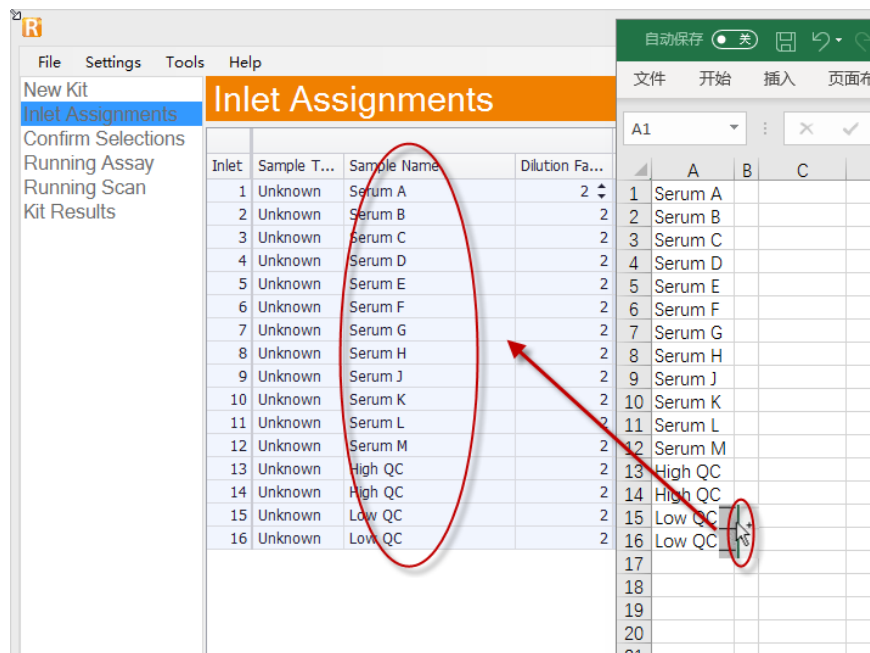 Ri
File Settings Tools Help
New Kit
Inlet Assignments
Confirm Selections
Running Assay
Running Scan
Kit Results
Inlet Assignments
Inlet Sample T... Sample Name Dilution Fa...
1 Unknown Serum A 2
2 Unknown Serum B 2
3 Unknown Serum C 2
4 Unknown Serum D 2
5 Unknown Serum E 2
6 Unknown Serum F 2
7 Unknown Serum G 2
8 Unknown Serum H 2
9 Unknown Serum J 2
10 Unknown Serum K 2
11 Unknown Serum L 2
12 Unknown Serum M 2
13 Unknown High QC 2
14 Unknown High QC 2
15 Unknown Low QC 2
16 Unknown Low QC 2
自动保存 关
文件 开始 插入 页面布
A1
A B C
1 Serum A
2 Serum B
3 Serum C
4 Serum D
5 Serum E
6 Serum F
7 Serum G
8 Serum H
9 Serum J
10 Serum K
11 Serum L
12 Serum M
13 High QC
14 High QC
15 Low QC
16 Low QC
17
18
19
20